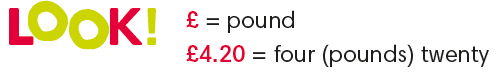 LOOK!
£ = pound
£4.20 = four (pounds) twenty